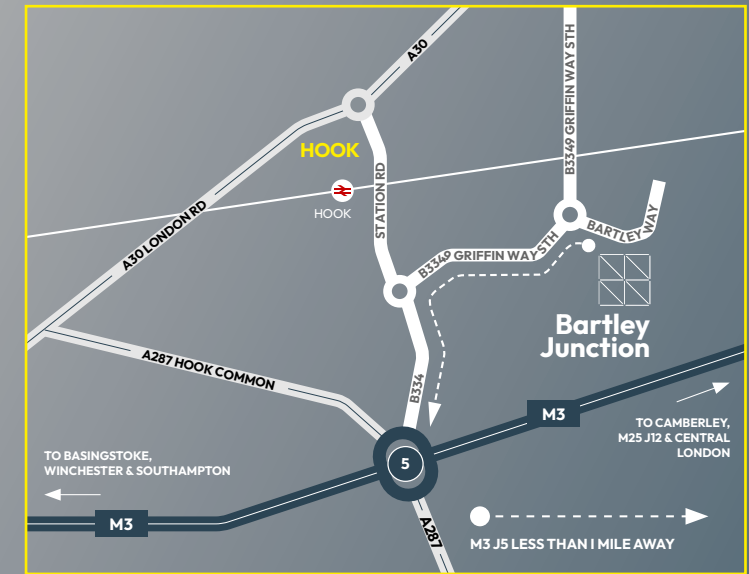 A30
B3349 GRIFFIN WAY STH
HOOK
HOOK
STATION RD
A30 LONDON RD
BARTLEY WAY
B3349 GRIFFIN WAY STH
Bartley
Junction
A287 HOOK COMMON
B334
M3
TO CAMBERLEY,
M25 J12 & CENTRAL
LONDON
TO BASINGSTOKE,
WINCHESTER & SOUTHAMPTON
5
M3
A287
M3 J5 LESS THAN 1 MILE AWAY